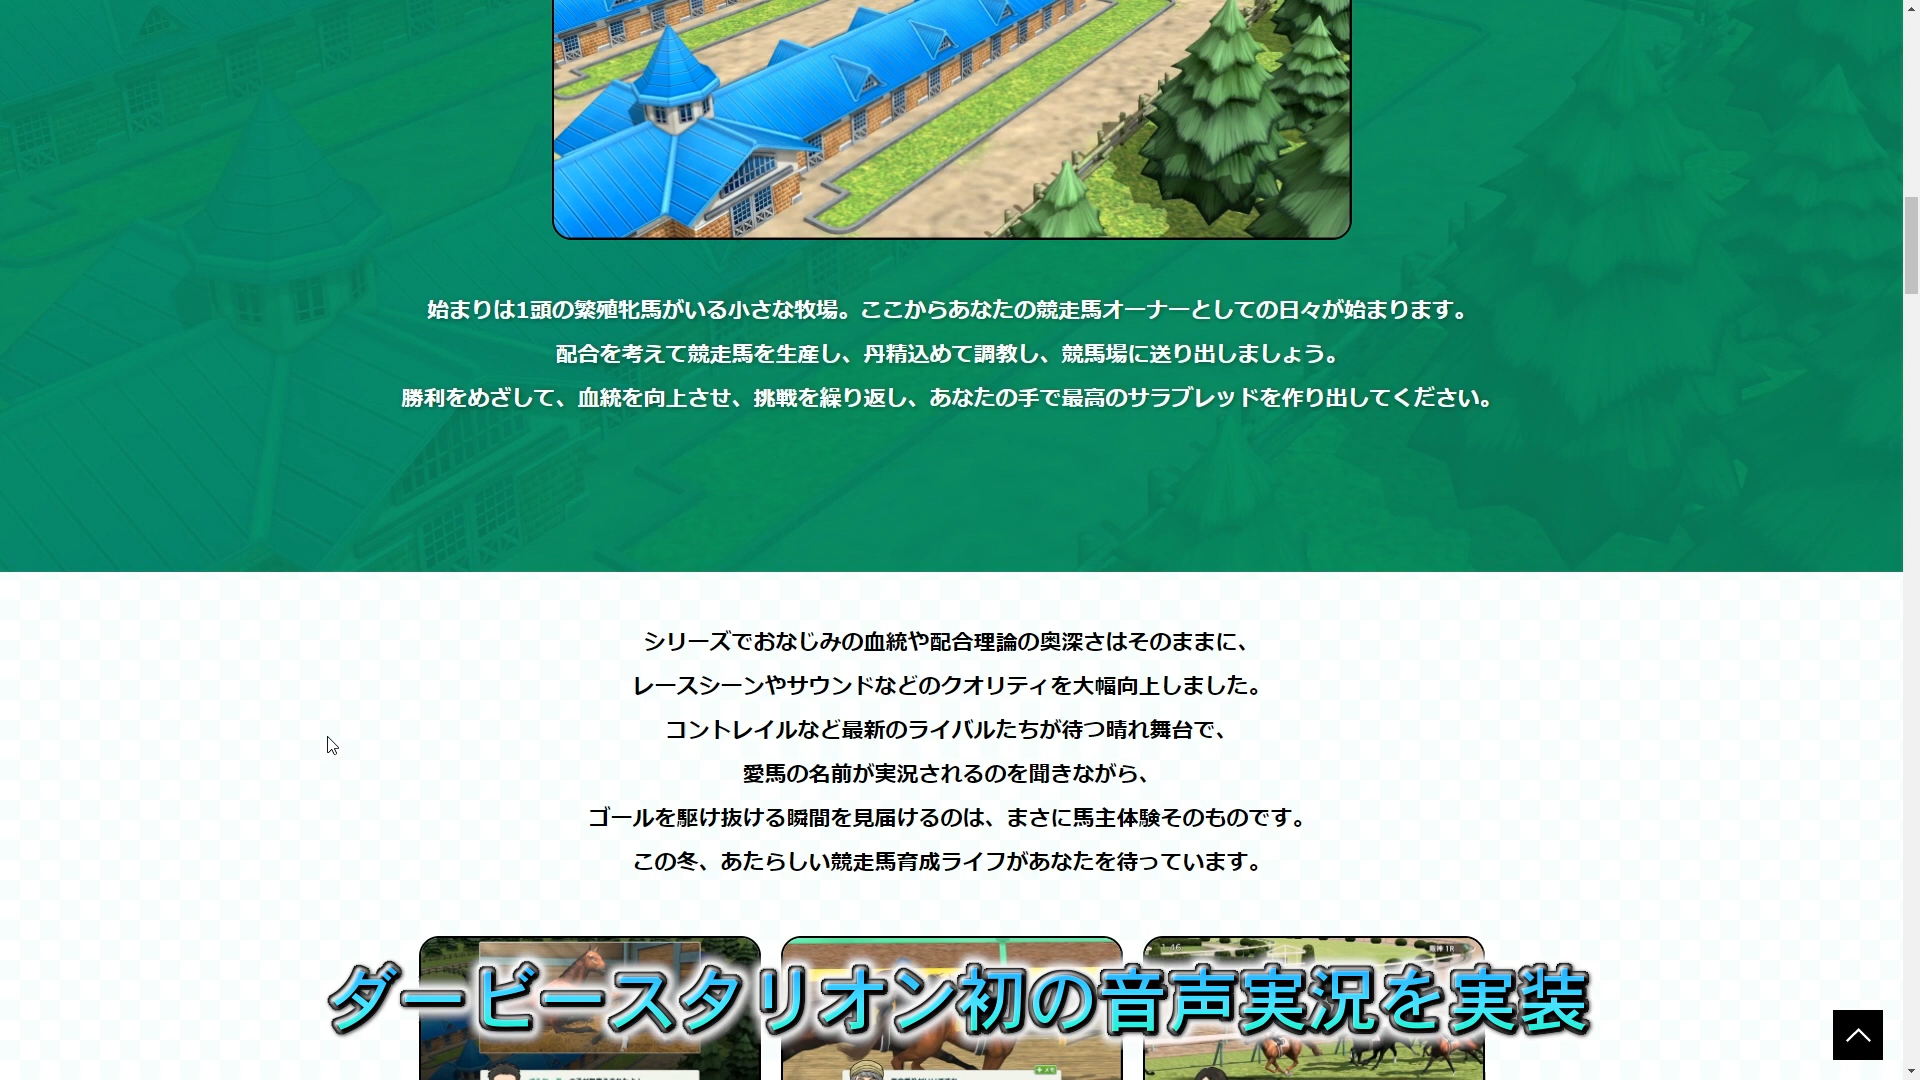 始まりは1頭の繁殖牝馬がいる小さな牧場。ここからあなたの競走馬オーナーとしての日々が始まります。
配合を考えて競走馬を生産し、丹精込めて調教し、競馬場に送り出しましょう。
勝利をめざして、血統を向上させ、挑戦を繰り返し、あなたの手で最高のサラブレッドを作り出してください。
シリーズでおなじみの血統や配合理論の奥深さはそのままに、
レースシーンやサウンドなどのクオリティを大幅向上しました。
コントレイルなど最新のライバルたちが待つ晴れ舞台で、
愛馬の名前が実況されるのを聞きながら、
ゴールを駆け抜ける瞬間を見届けるのは、まさに馬主体験そのものです。
この冬、あたらしい競走馬育成ライフがあなたを待っています。
1:46
阪神 1R
ダービースタリオン初の音声実況を実装